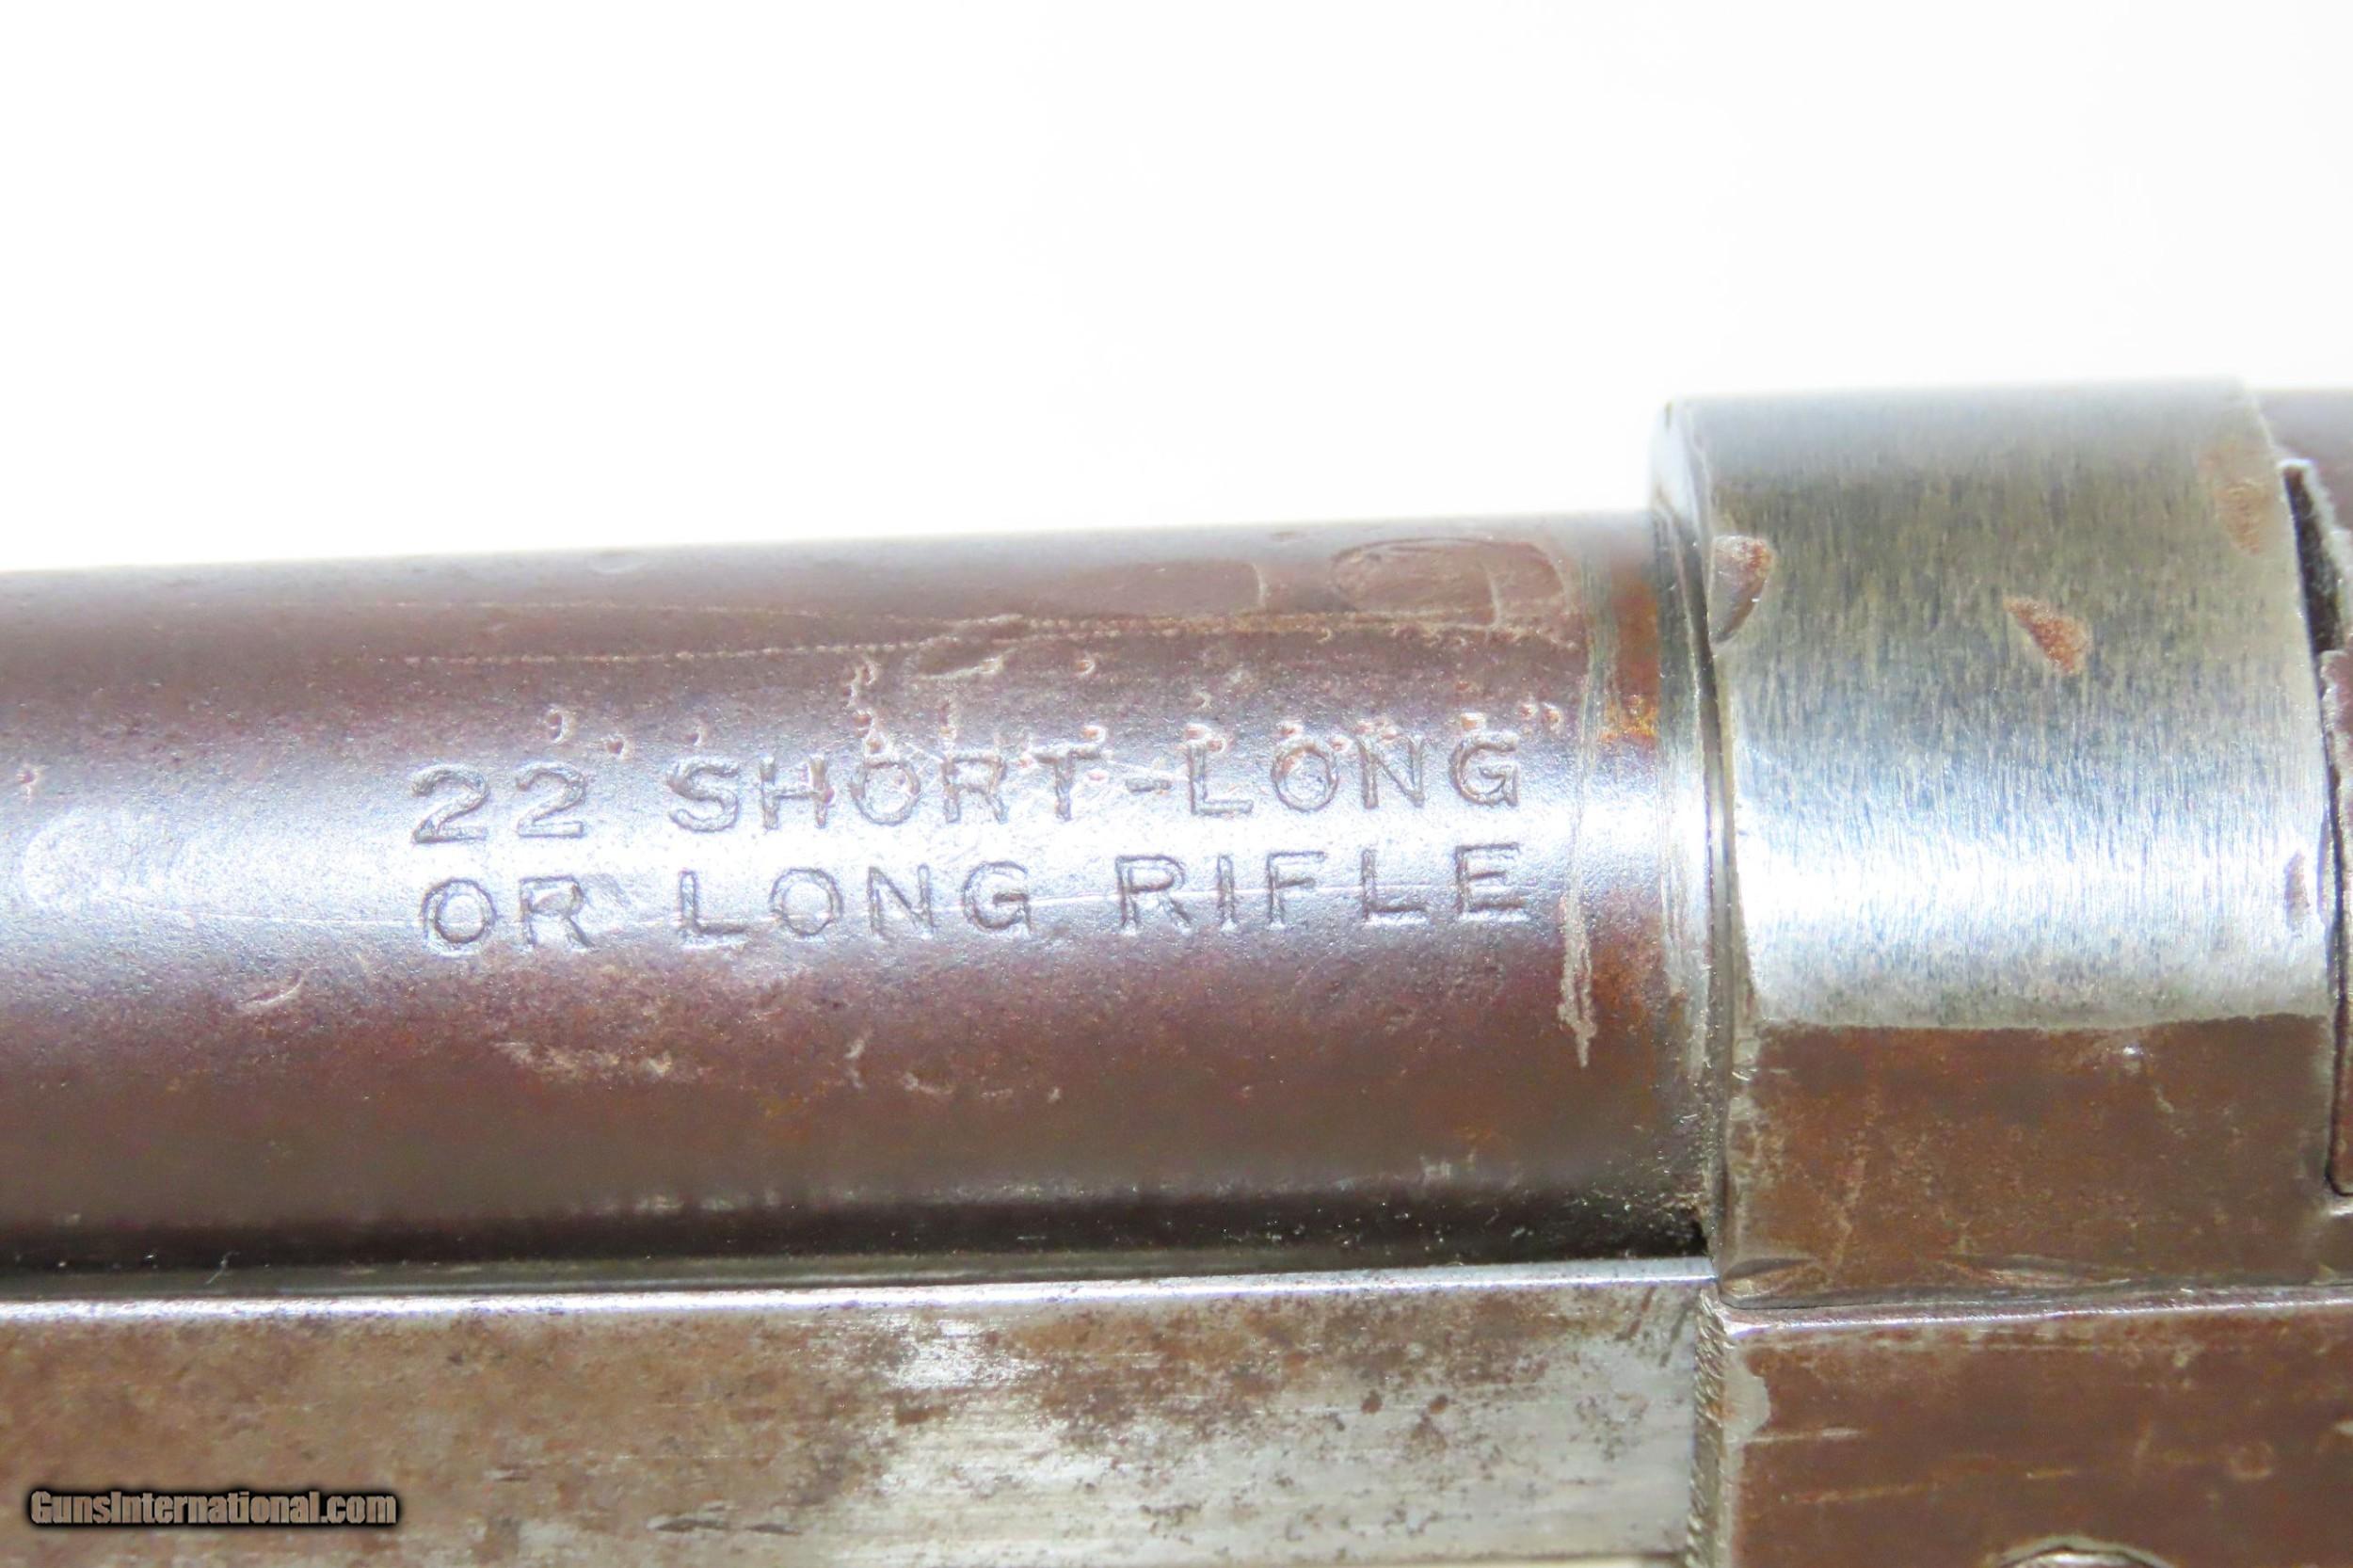 22 SHORT-LONG
OR LONG RIFLE
GunsInternational.com